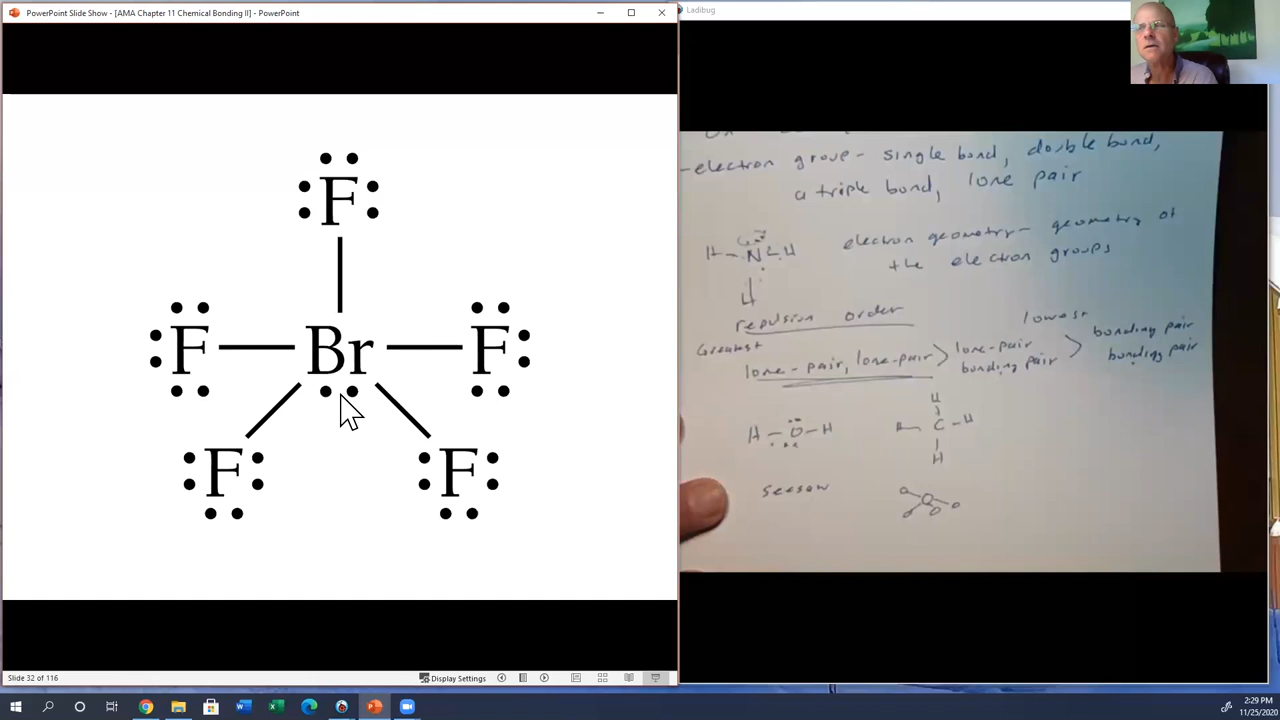 PowerPoint Slide Show - [AMA Chapter 11 Chemical Bonding II] - PowerPoint
F
F Br F
F F
Slide 32 of 116
Display Settings
Ladibug
-electron group- single bond, double bond,
a triple bond, lone pair
H-N-H
H
electron geometry- geometry of
the electron groups
repulsion order
Greatest
lowest
lone-pair, lone-pair > lone-pair bonding pair > bonding pair bonding pair
H-O-H
H
H-C-H
H
seesaw
2:29 PM
11/25/2020